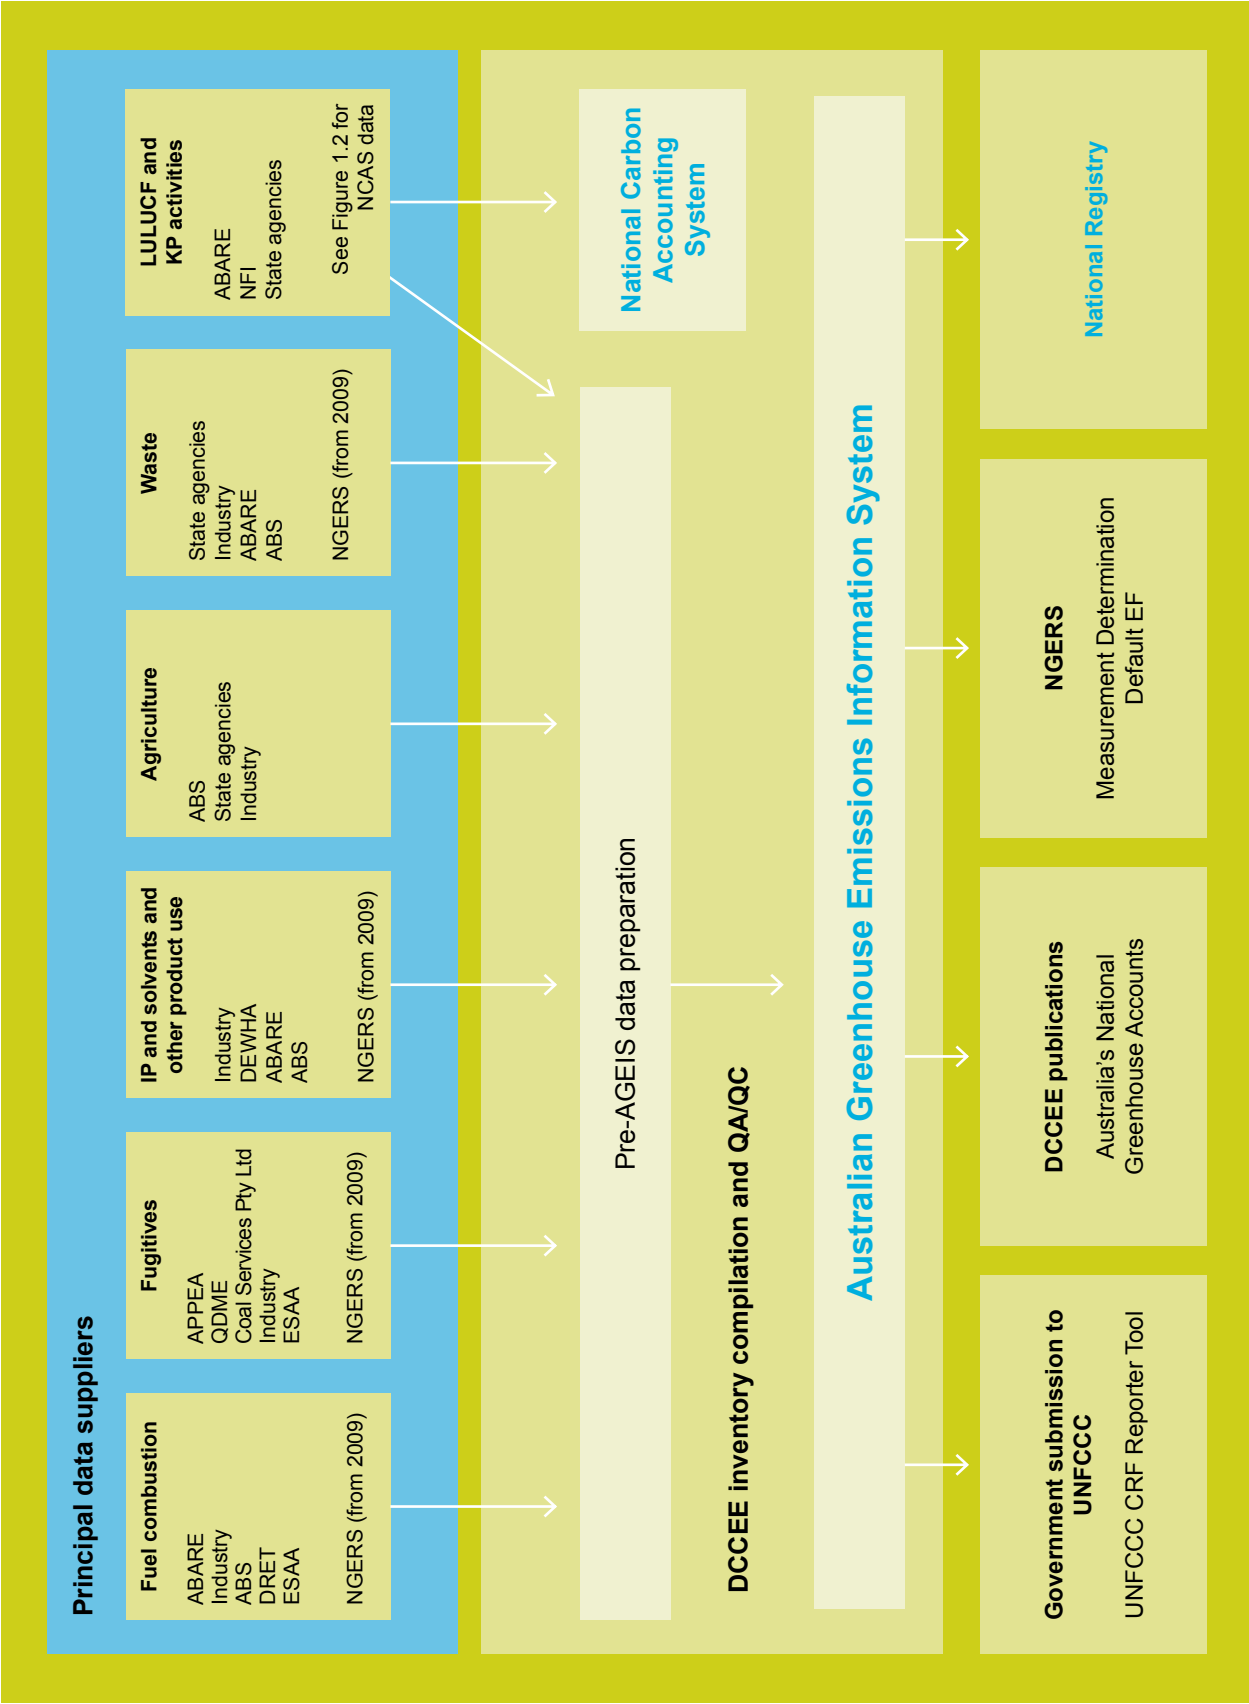 Principal data suppliers
Fuel combustion
ABARE
Industry
ABS
DRET
ESAA
NGERS (from 2009)
Fugitives
APPEA
QDME
Coal Services Pty Ltd
Industry
ESAA
NGERS (from 2009)
IP and solvents and
other product use
Industry
DEWHA
ABARE
ABS
NGERS (from 2009)
Agriculture
ABS
State agencies
Industry
Waste
State agencies
Industry
ABARE
ABS
NGERS (from 2009)
LULUCF and
KP activities
ABARE
NFI
State agencies
See Figure 1.2 for
NCAS data
Pre-AGEIS data preparation
National Carbon
Accounting
System
DCCEE inventory compilation and QA/QC
Australian Greenhouse Emissions Information System
Government submission to
UNFCCC
UNFCCC CRF Reporter Tool
DCCEE publications
Australia’s National
Greenhouse Accounts
NGERS
Measurement Determination
Default EF
National Registry